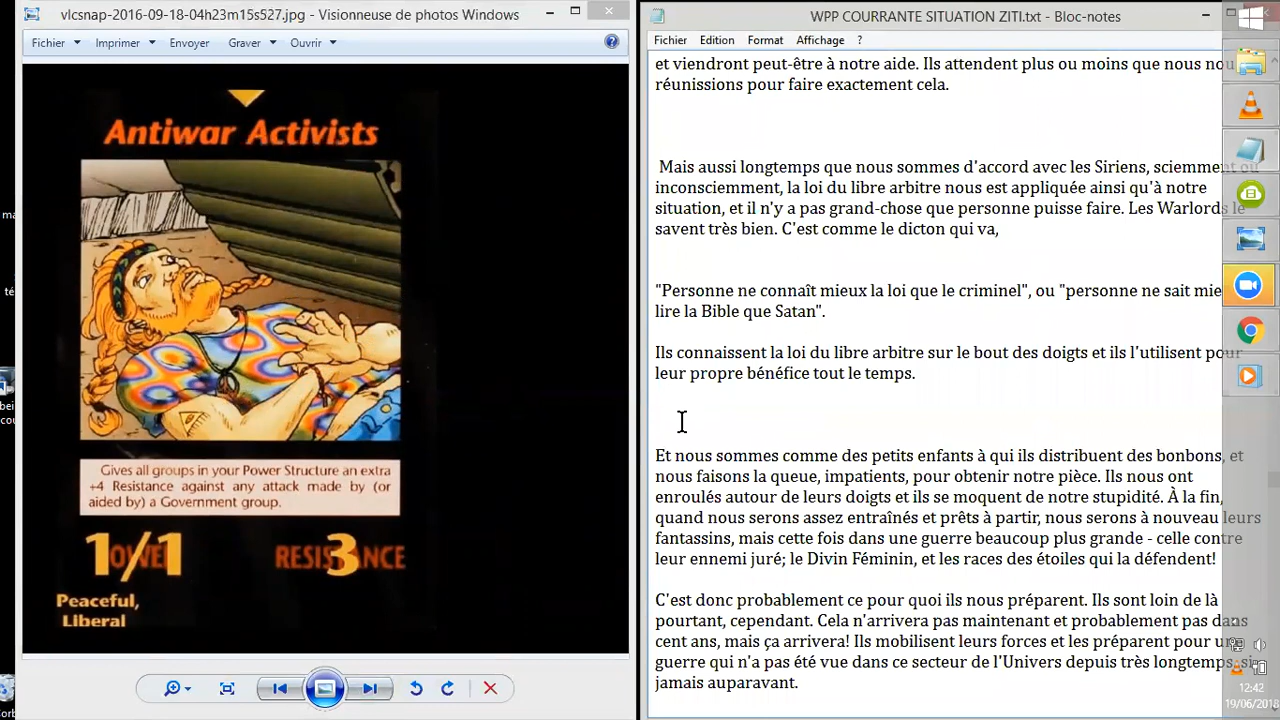 vlcsnap-2016-09-18-04h23m15s527.jpg - Visionneuse de photos Windows
Fichier Imprimer Envoyer Graver Ouvrir
Antiwar Activists
Gives all groups in your Power Structure an extra
+4 Resistance against any attack made by (or
aided by) a Government group.
POWER 1/1 RESISTANCE 3
Peaceful,
Liberal
WPP COURRANTE SITUATION ZITI.txt - Bloc-notes
Fichier Edition Format Affichage ?
et viendront peut-être à notre aide. Ils attendent plus ou moins que nous nou
réunissions pour faire exactement cela.
Mais aussi longtemps que nous sommes d'accord avec les Siriens, sciemment ou
inconsciemment, la loi du libre arbitre nous est appliquée ainsi qu'à notre
situation, et il n'y a pas grand-chose que personne puisse faire. Les Warlords le
savent très bien. C'est comme le dicton qui va,
"Personne ne connaît mieux la loi que le criminel", ou "personne ne sait mie
lire la Bible que Satan".
Ils connaissent la loi du libre arbitre sur le bout des doigts et ils l'utilisent pour
leur propre bénéfice tout le temps.
Et nous sommes comme des petits enfants à qui ils distribuent des bonbons, et
nous faisons la queue, impatients, pour obtenir notre pièce. Ils nous ont
enroulés autour de leurs doigts et ils se moquent de notre stupidité. À la fin,
quand nous serons assez entraînés et prêts à partir, nous serons à nouveau leurs
fantassins, mais cette fois dans une guerre beaucoup plus grande - celle contre
leur ennemi juré; le Divin Féminin, et les races des étoiles qui la défendent!
C'est donc probablement ce pour quoi ils nous préparent. Ils sont loin de là
pourtant, cependant. Cela n'arrivera pas maintenant et probablement pas dans
cent ans, mais ça arrivera! Ils mobilisent leurs forces et les préparent pour une
guerre qui n'a pas été vue dans ce secteur de l'Univers depuis très longtemps, si
jamais auparavant.
12:42
19/06/2018